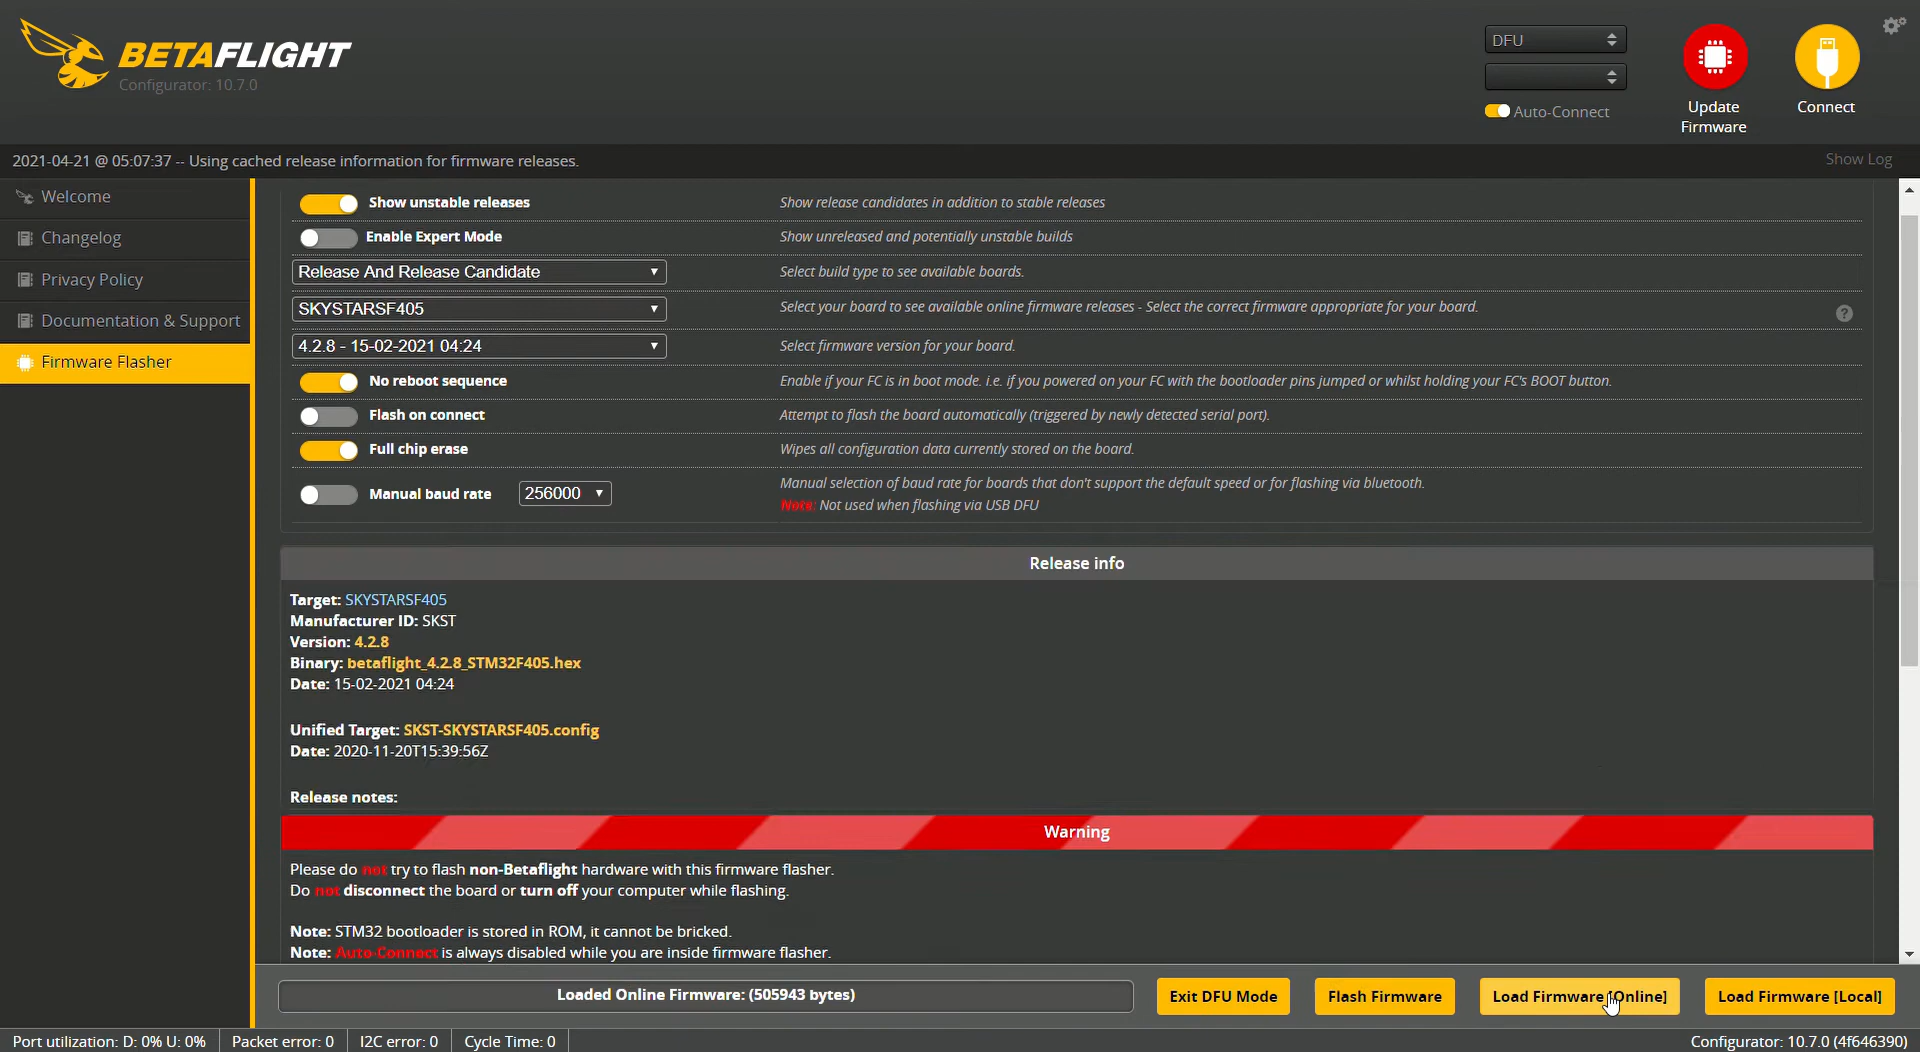 BETAFLIGHT
Configurator: 10.7.0
DFU
Auto-Connect
Update
Firmware
Connect
2021-04-21 @ 05:07:37 -- Using cached release information for firmware releases.
Show Log
Welcome
Changelog
Privacy Policy
Documentation & Support
Firmware Flasher
Show unstable releases
Show release candidates in addition to stable releases
Enable Expert Mode
Show unreleased and potentially unstable builds
Release And Release Candidate
Select build type to see available boards.
SKYSTARSF405
Select your board to see available online firmware releases - Select the correct firmware appropriate for your board.
?
4.2.8 - 15-02-2021 04:24
Select firmware version for your board.
No reboot sequence
Enable if your FC is in boot mode. i.e. if you powered on your FC with the bootloader pins jumped or whilst holding your FC's BOOT button.
Flash on connect
Attempt to flash the board automatically (triggered by newly detected serial port).
Full chip erase
Wipes all configuration data currently stored on the board.
Manual baud rate
256000
Manual selection of baud rate for boards that don't support the default speed or for flashing via bluetooth.
Note: Not used when flashing via USB DFU
Release info
Target: SKYSTARSF405
Manufacturer ID: SKST
Version: 4.2.8
Binary: betaflight_4.2.8_STM32F405.hex
Date: 15-02-2021 04:24
Unified Target: SKST-SKYSTARSF405.config
Date: 2020-11-20T15:39:56Z
Release notes:
Warning
Please do not try to flash non-Betaflight hardware with this firmware flasher.
Do not disconnect the board or turn off your computer while flashing.
Note: STM32 bootloader is stored in ROM, it cannot be bricked.
Note: Auto-Connect is always disabled while you are inside firmware flasher.
Loaded Online Firmware: (505943 bytes)
Exit DFU Mode
Flash Firmware
Load Firmware [Online]
Load Firmware [Local]
Port utilization: D: 0% U: 0%
Packet error: 0
I2C error: 0
Cycle Time: 0
Configurator: 10.7.0 (4f646390)